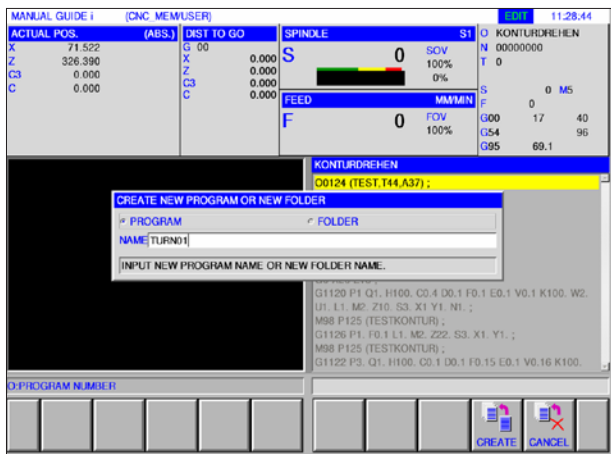 MANUAL GUIDE i (CNC_MEM/USER) EDIT 11:28:44
ACTUAL POS. (ABS.) DIST TO GO SPINDLE S1 O KONTURDREHEN
X 71.522 G 00 S 0 SOV 100% 0% N 00000000
Z 326.390 X 0.000 T 0
C3 0.000 Z 0.000
C 0.000 C3 0.000 S 0 M5
C 0.000 FEED MM/MIN F 0
F 0 FOV 100% G00 17 40
G54 96
G95 69.1
KONTURDREHEN
O0124 (TEST,T44,A37) ;
CREATE NEW PROGRAM OR NEW FOLDER
PROGRAM FOLDER
NAME TURN01
INPUT NEW PROGRAM NAME OR NEW FOLDER NAME.
G1120 P1 Q1. H100. C0.4 D0.1 F0.1 E0.1 V0.1 K100. W2.
U1. L1. M2. Z10. S3. X1 Y1. N1. ;
M98 P125 (TESTKONTUR) ;
G1126 P1. F0.1 L1. M2. Z22. S3. X1. Y1. ;
M98 P125 (TESTKONTUR) ;
G1122 P3. Q1. H100. C0.1 D0.1 F0.15 E0.1 V0.16 K100.
O:PROGRAM NUMBER
CREATE CANCEL